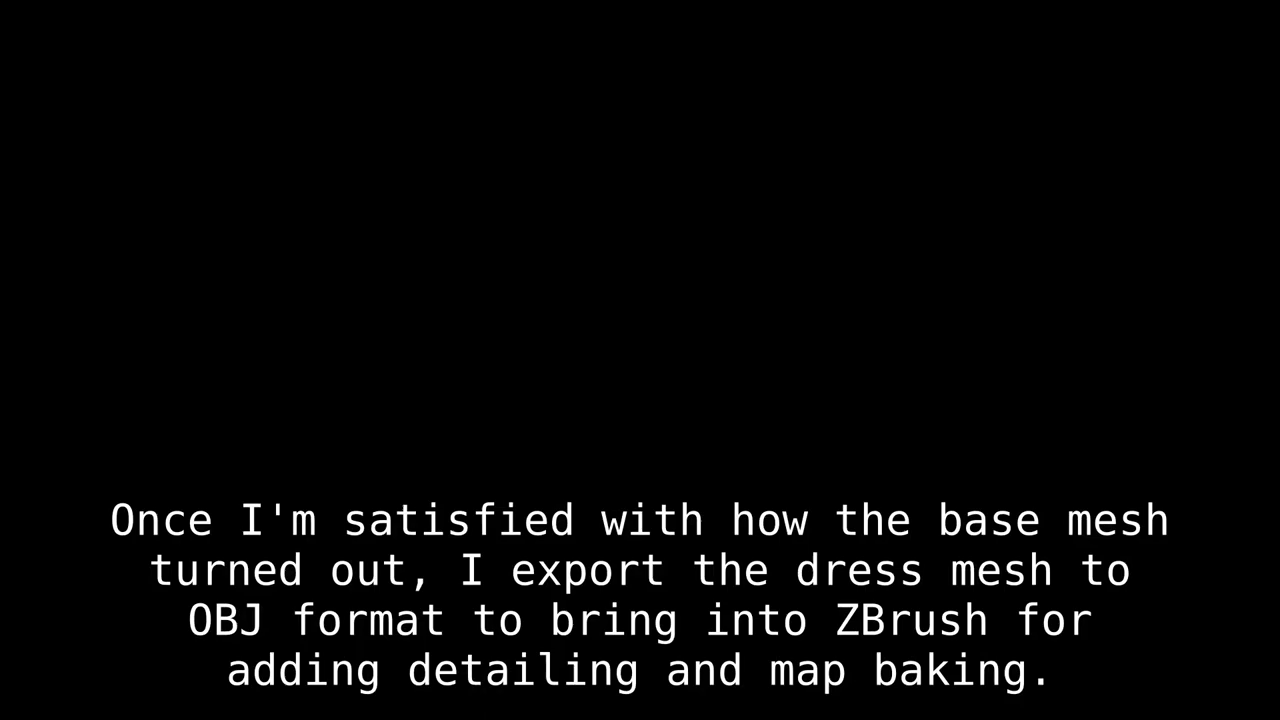 Once I'm satisfied with how the base mesh
turned out, I export the dress mesh to
OBJ format to bring into ZBrush for
adding detailing and map baking.